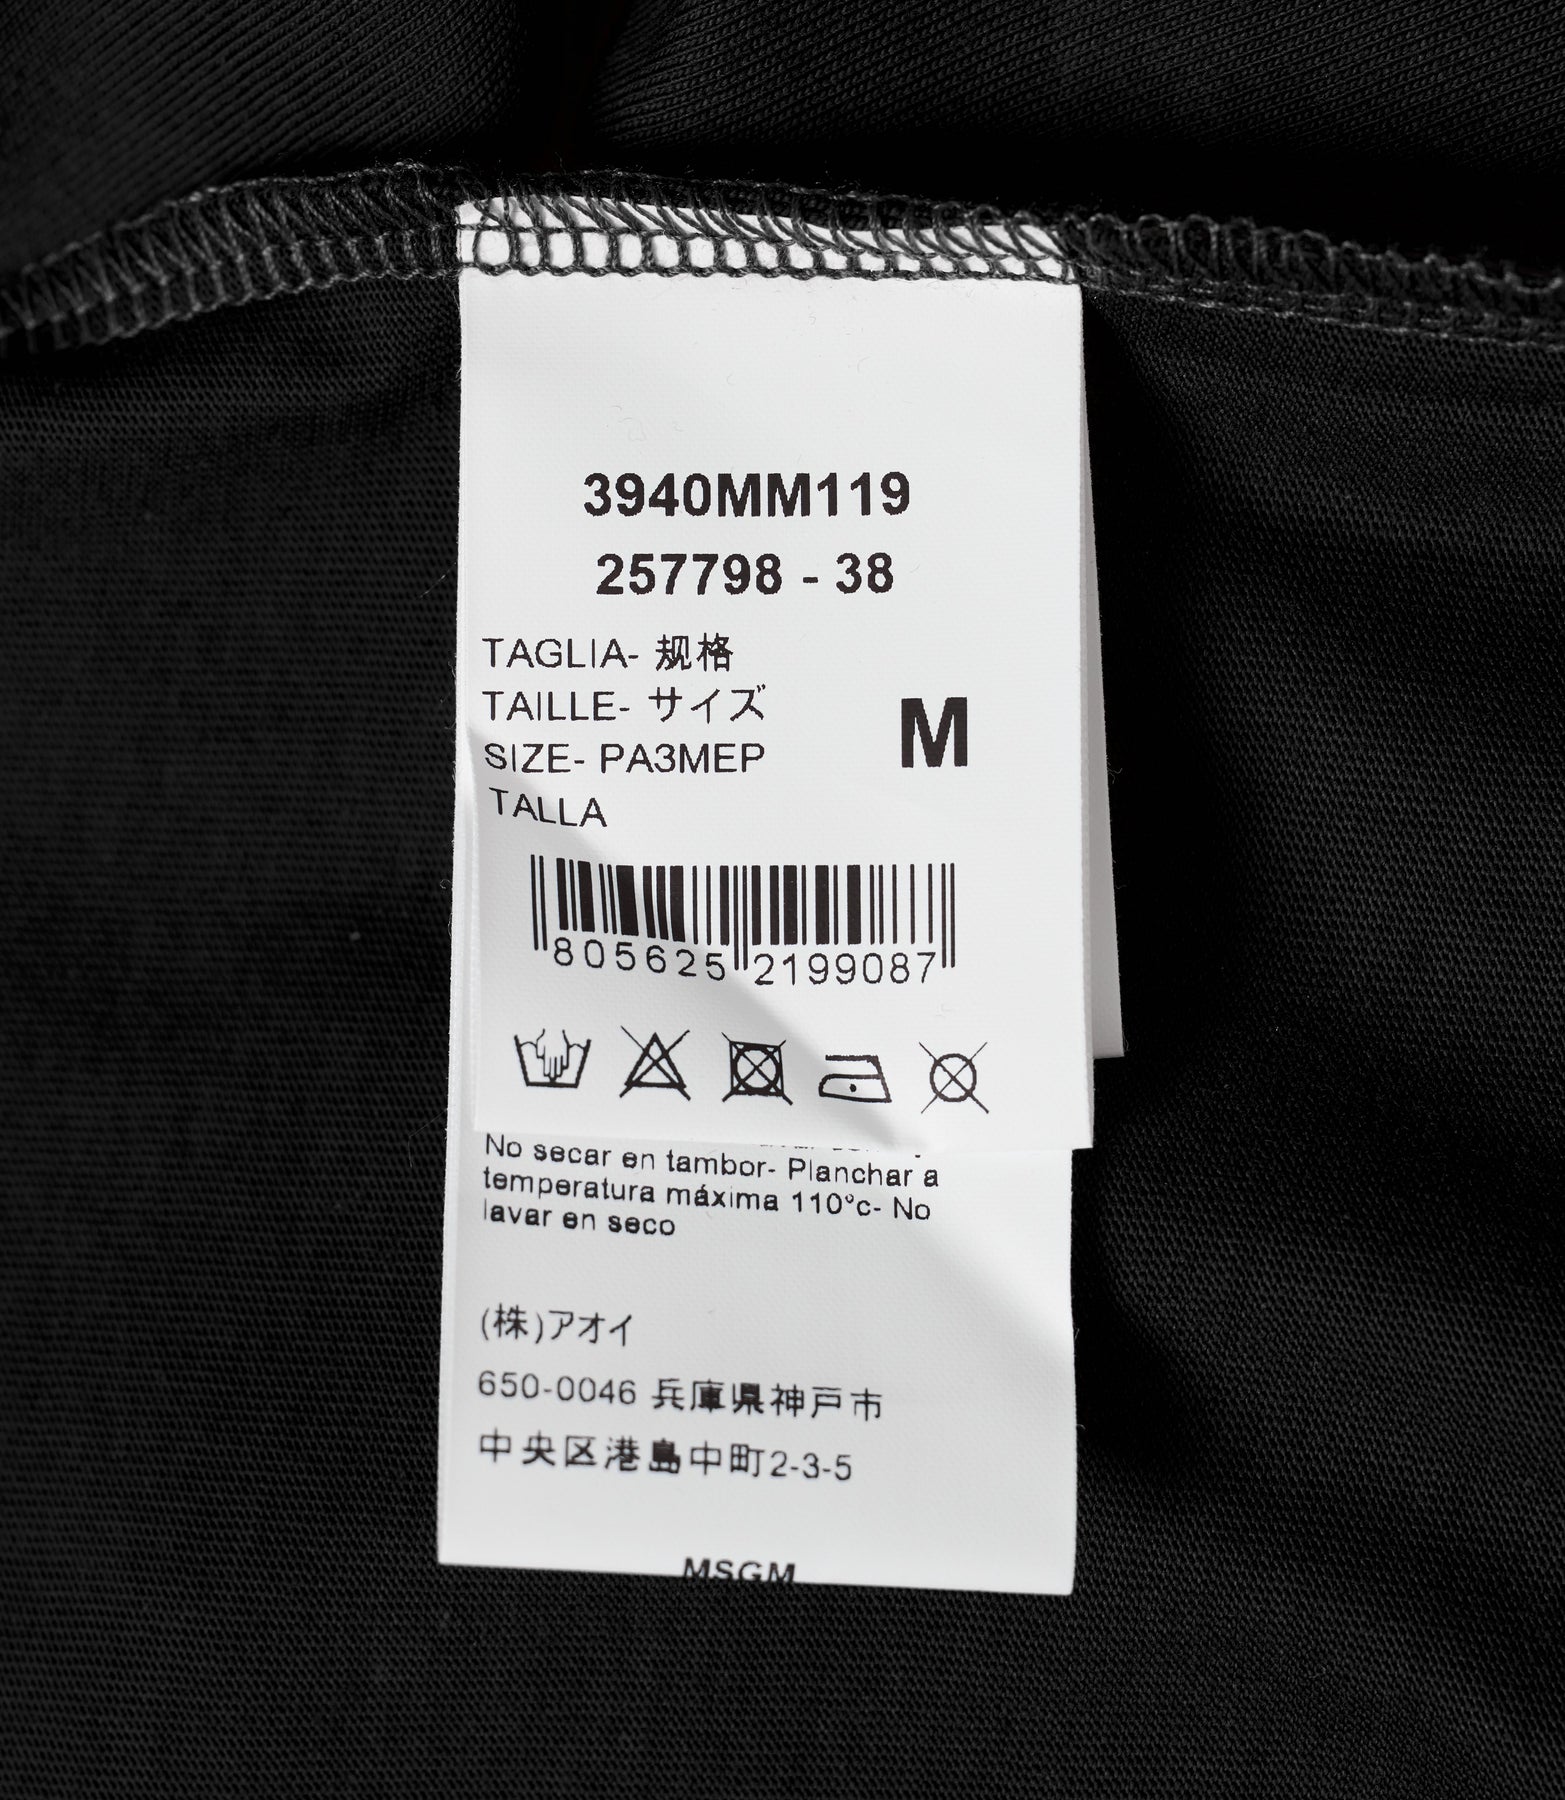 3940MM119
257798 - 38
TAGLIA- 规格
TAILLE- サイズ
SIZE- PA3MEP
TALLA
M
805625 2199087
No secar en tambor- Planchar a
temperatura máxima 110°c- No
lavar en seco
(株)アオイ
650-0046 兵庫県神戸市
中央区港島中町2-3-5
MSGM